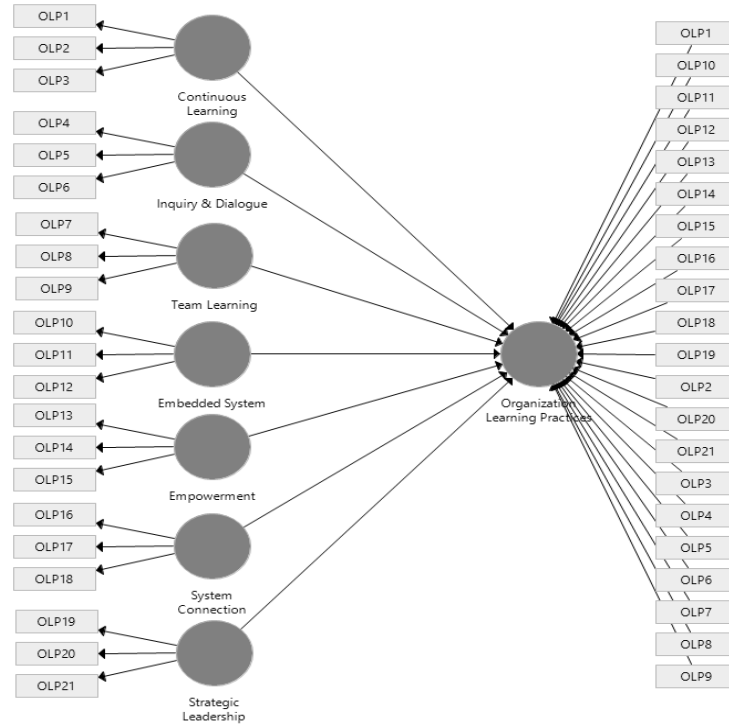 OLP1
OLP2
OLP3
Continuous
Learning
OLP4
OLP5
OLP6
Inquiry & Dialogue
OLP7
OLP8
OLP9
Team Learning
OLP10
OLP11
OLP12
Embedded System
OLP13
OLP14
OLP15
Empowerment
OLP16
OLP17
OLP18
System
Connection
OLP19
OLP20
OLP21
Strategic
Leadership
Organization
Learning Practices
OLP1
OLP10
OLP11
OLP12
OLP13
OLP14
OLP15
OLP16
OLP17
OLP18
OLP19
OLP2
OLP20
OLP21
OLP3
OLP4
OLP5
OLP6
OLP7
OLP8
OLP9